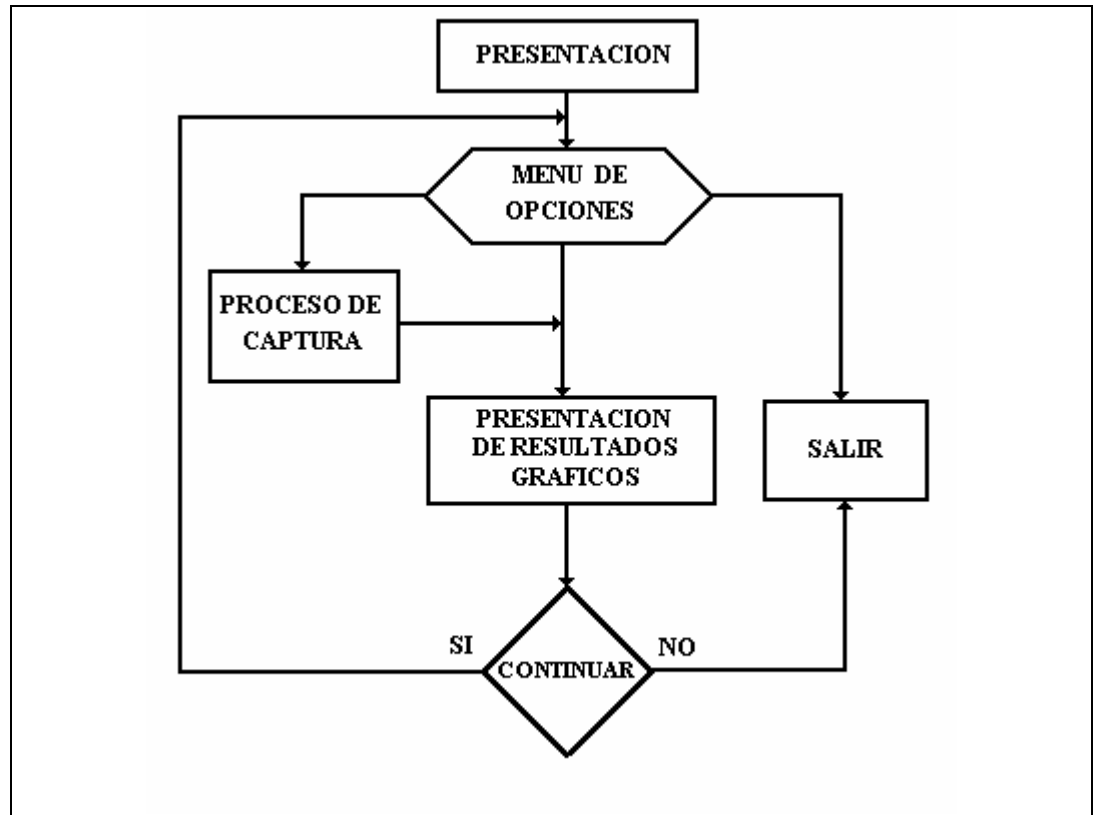 PRESENTACION
MENU DE
OPCIONES
PROCESO DE
CAPTURA
PRESENTACION
DE RESULTADOS
GRAFICOS
SALIR
SI
CONTINUAR
NO